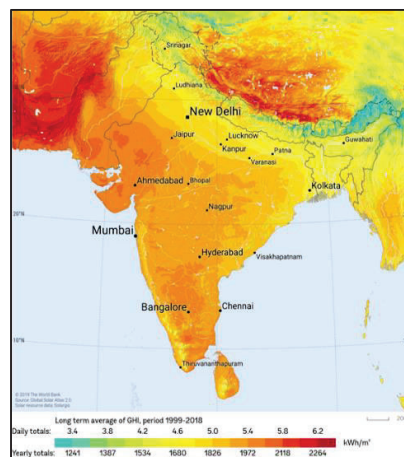 Srinagar
Ludhiana
New Delhi
Jaipur
Lucknow
Kanpur
Patna
Varanasi
Guwahati
Ahmedabad
Bhopal
Kolkata
20°N
Nagpur
Mumbai
Hyderabad
Visakhapatnam
Bangalore
Chennai
10°N
Thiruvananthapuram
© 2019 The World Bank
Source: Global Solar Atlas 2.0
Solar resource data: Solargis
Long term average of GHI, period 1999-2018
Daily totals: 3.4 3.8 4.2 4.6 5.0 5.4 5.8 6.2
kWh/m²
Yearly totals: 1241 1387 1534 1680 1826 1972 2118 2264